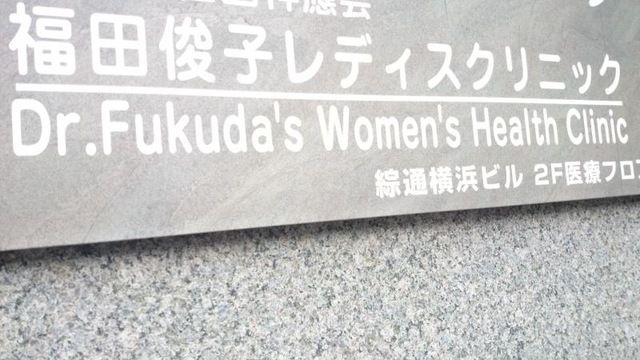 福田俊子レディスクリニック
Dr.Fukuda's Women's Health Clinic
綜通横浜ビル 2F医療フロア